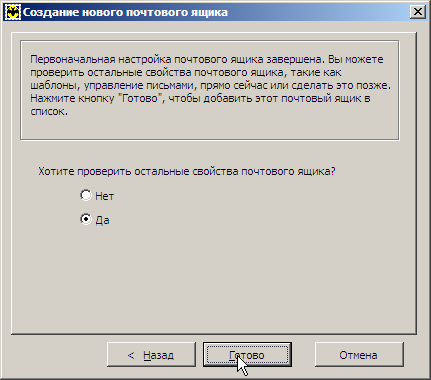 Создание нового почтового ящика
Первоначальная настройка почтового ящика завершена. Вы можете
проверить остальные свойства почтового ящика, такие как
шаблоны, управление письмами, прямо сейчас или сделать это позже.
Нажмите кнопку "Готово", чтобы добавить этот почтовый ящик в
список.
Хотите проверить остальные свойства почтового ящика?
Нет
Да
< Назад
Готово
Отмена